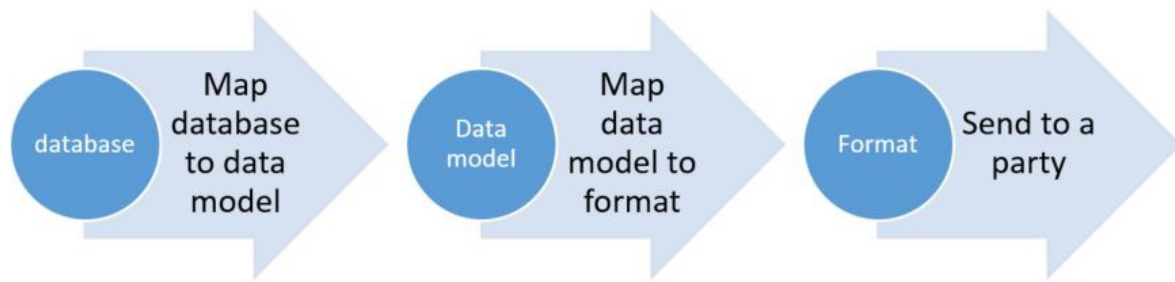 database
Map
database
to data
model
Data
model
Map
data
model to
format
Format
Send to a
party